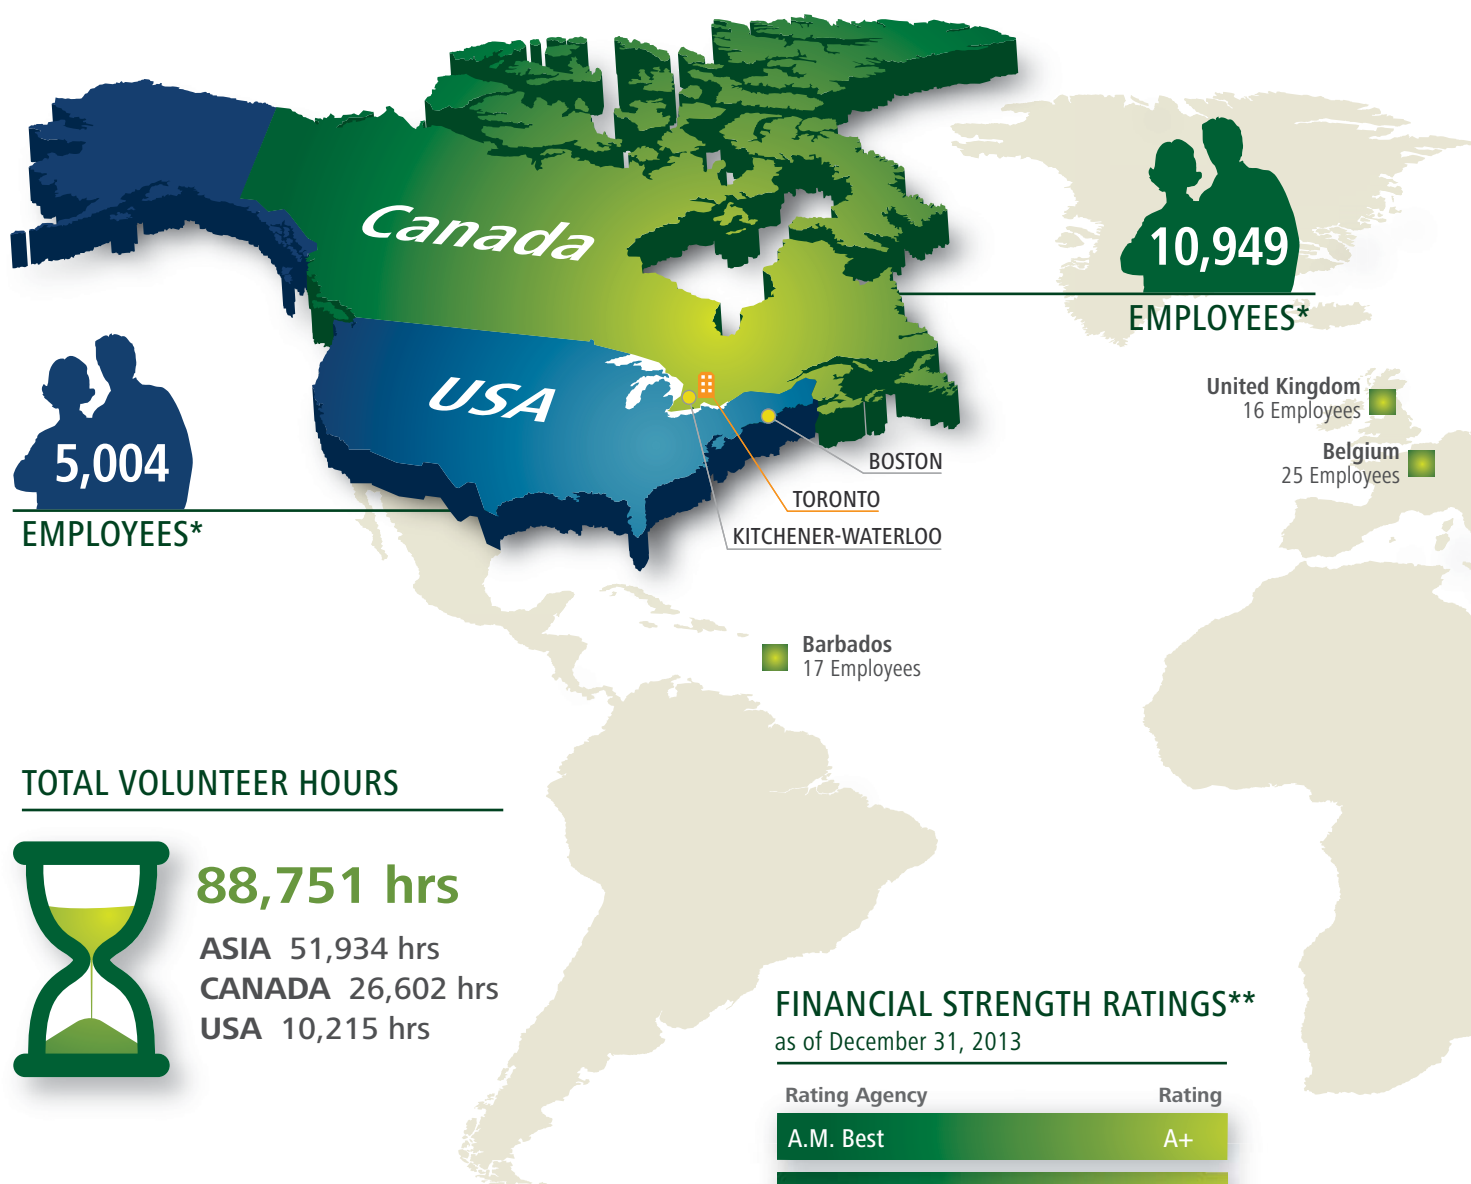 Canada
10,949
EMPLOYEES*
USA
5,004
EMPLOYEES*
BOSTON
TORONTO
KITCHENER-WATERLOO
United Kingdom
16 Employees
Belgium
25 Employees
Barbados
17 Employees
TOTAL VOLUNTEER HOURS
88,751 hrs
ASIA 51,934 hrs
CANADA 26,602 hrs
USA 10,215 hrs
FINANCIAL STRENGTH RATINGS**
as of December 31, 2013
Rating Agency Rating
A.M. Best A+